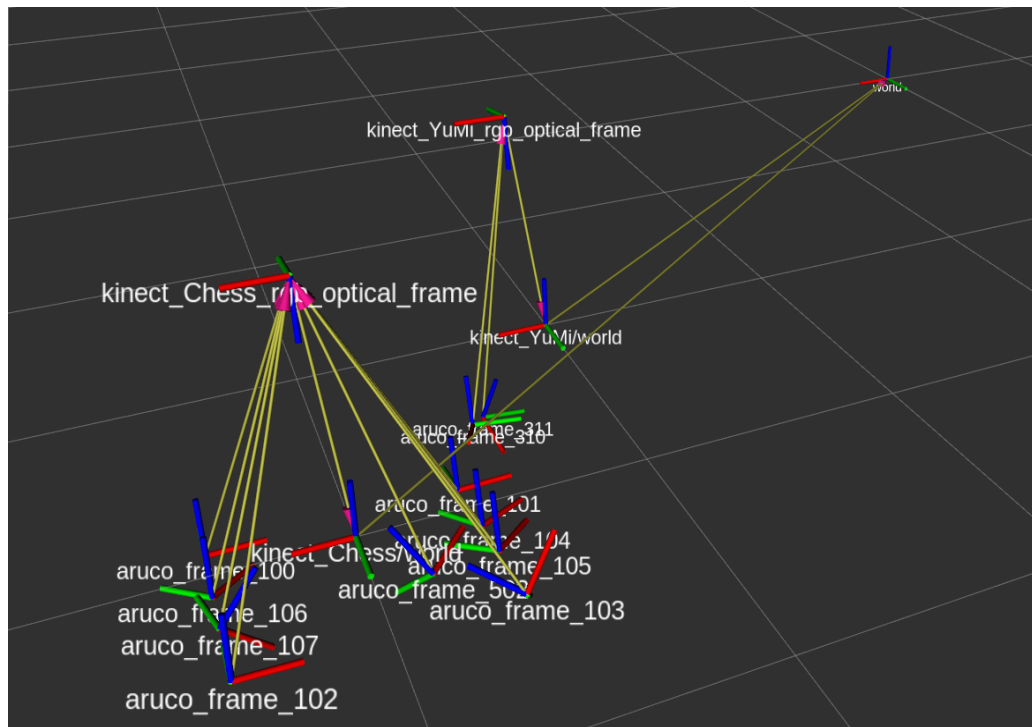 world
kinect_YuMi_rgb_optical_frame
kinect_Chess_rgb_optical_frame
kinect_YuMi/world
aruco_frame_311
aruco_frame_310
aruco_frame_101
aruco_frame_104
kinect_Chess/world
aruco_frame_105
aruco_frame_100
aruco_frame_502
aruco_frame_103
aruco_frame_106
aruco_frame_107
aruco_frame_102